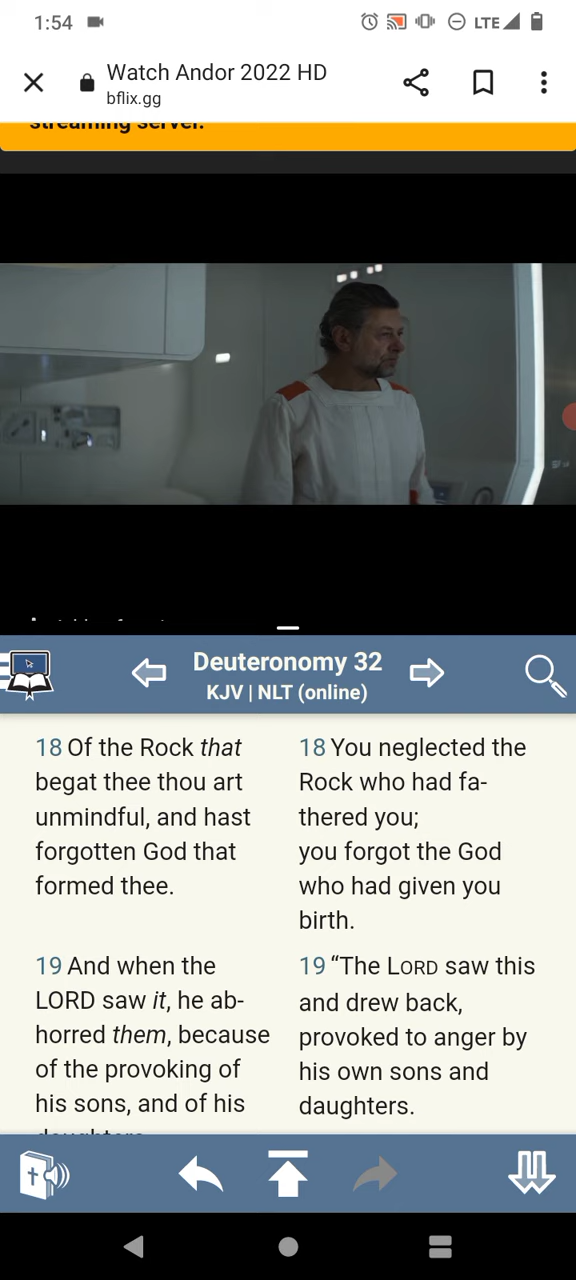 1:54
LTE
Watch Andor 2022 HD
bflix.gg
streaming server.
Deuteronomy 32
KJV | NLT (online)
18 Of the Rock that
begat thee thou art
unmindful, and hast
forgotten God that
formed thee.
19 And when the
LORD saw it, he ab-
horred them, because
of the provoking of
his sons, and of his
daughters
18 You neglected the
Rock who had fa-
thered you;
you forgot the God
who had given you
birth.
19 “The LORD saw this
and drew back,
provoked to anger by
his own sons and
daughters.